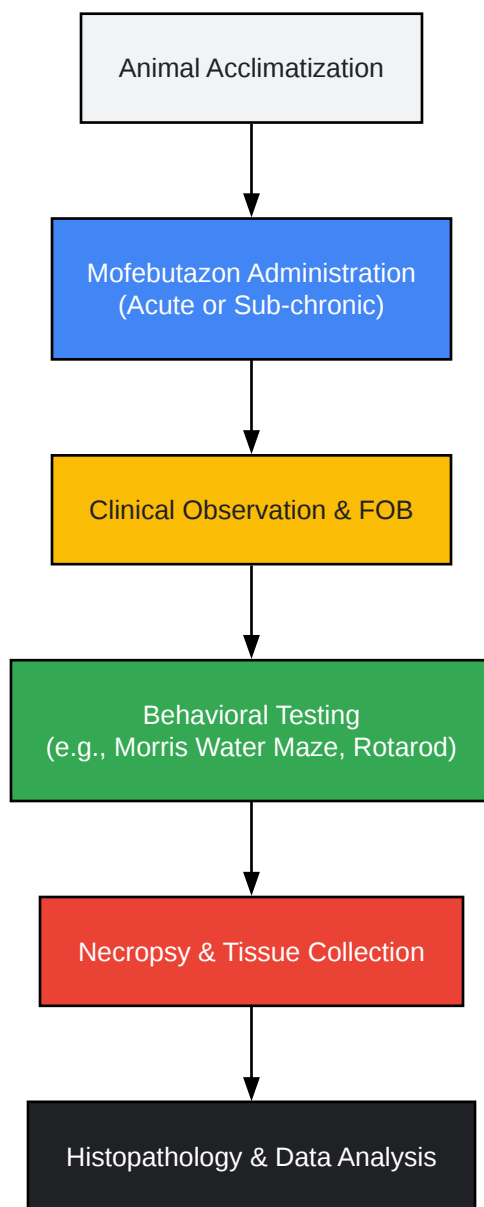 Animal Acclimatization
Mofebutazon Administration
(Acute or Sub-chronic)
Clinical Observation & FOB
Behavioral Testing
(e.g., Morris Water Maze, Rotarod)
Necropsy & Tissue Collection
Histopathology & Data Analysis